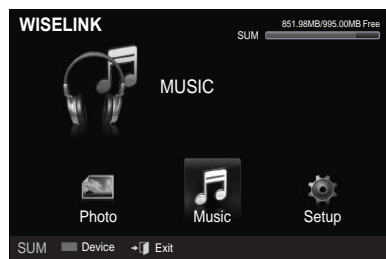 WISELINK
851.98MB/995.00MB Free
SUM
MUSIC
Photo Music Setup
SUM Device Exit